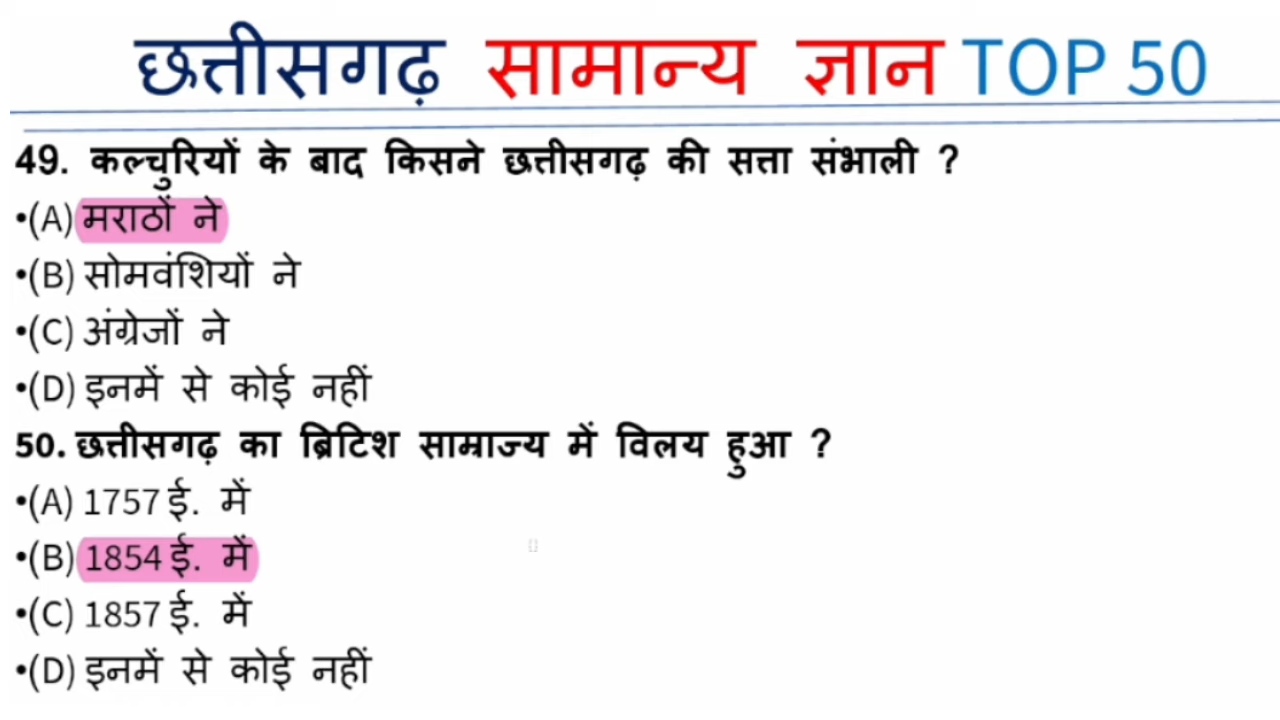 छत्तीसगढ़ सामान्य ज्ञान TOP 50
49. कल्चुरियों के बाद किसने छत्तीसगढ़ की सत्ता संभाली ?
•(A) मराठों ने
•(B) सोमवंशियों ने
•(C) अंग्रेजों ने
•(D) इनमें से कोई नहीं
50. छत्तीसगढ़ का ब्रिटिश साम्राज्य में विलय हुआ ?
•(A) 1757 ई. में
•(B) 1854 ई. में
•(C) 1857 ई. में
•(D) इनमें से कोई नहीं